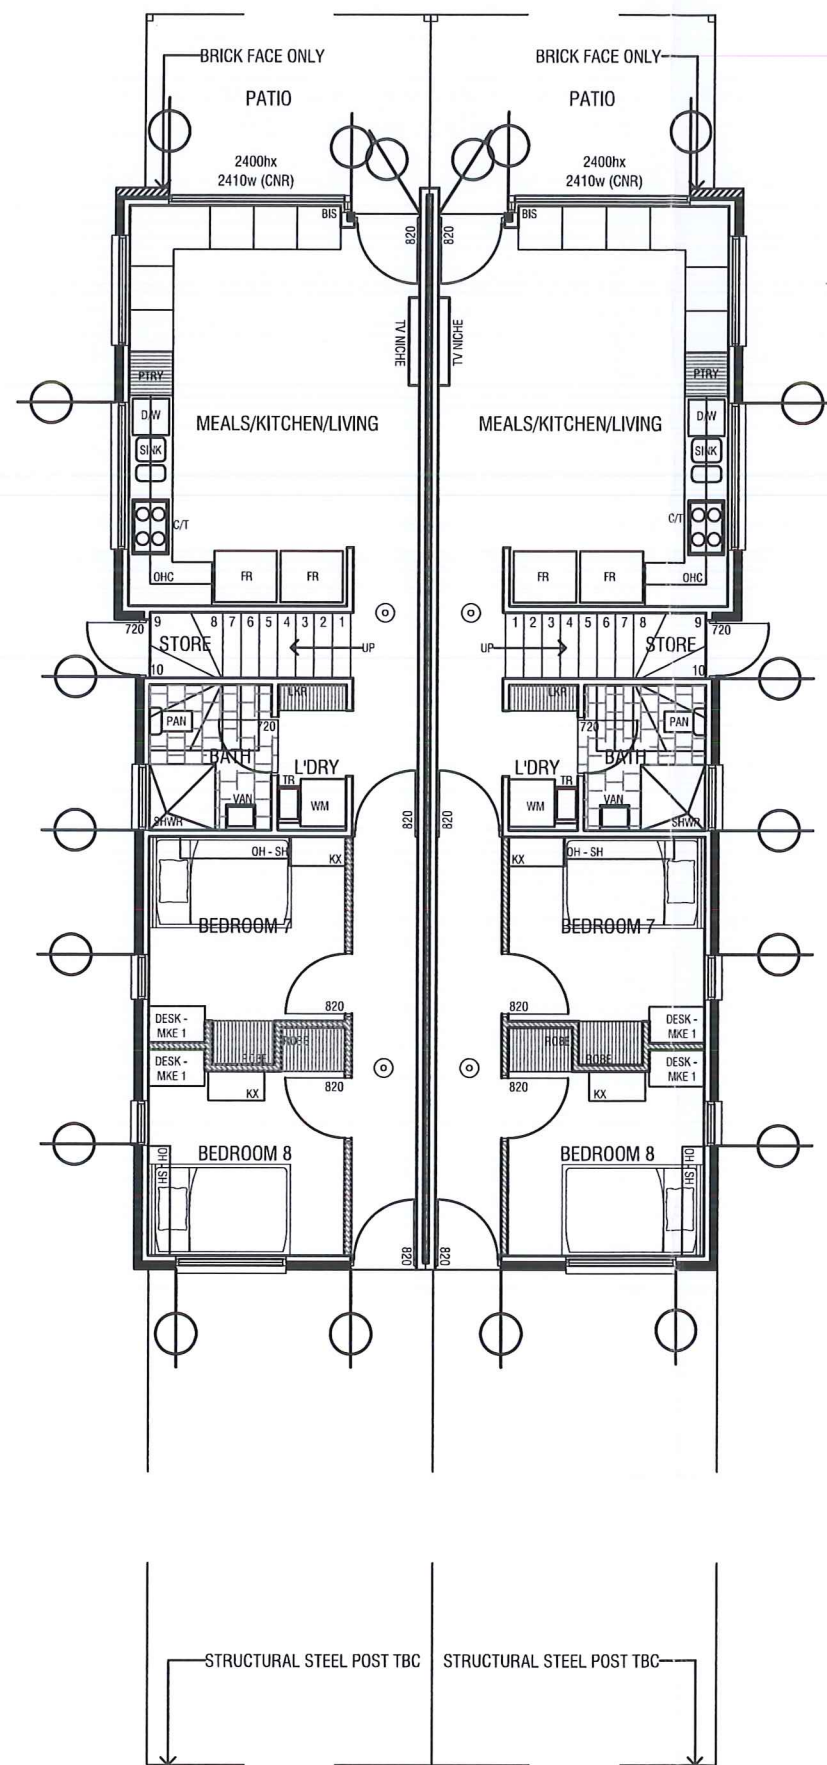 BRICK FACE ONLY
BRICK FACE ONLY
PATIO
PATIO
2400hx
2410w (CNR)
2400hx
2410w (CNR)
BIS
820
820
BIS
TV NICHE
TV NICHE
PTRY
PTRY
D/W
D/W
MEALS/KITCHEN/LIVING
MEALS/KITCHEN/LIVING
SINK
SINK
C/T
C/T
OHC
FR
FR
FR
FR
OHC
720
9
8
7
6
5
4
3
2
1
1
2
3
4
5
6
7
8
9
720
STORE
UP
UP
STORE
10
10
LKR
PAN
720
720
PAN
BATH
L'DRY
L'DRY
BATH
TR
TR
VAN
WM
WM
VAN
SHWR
820
820
SHWR
OH - SH
KX
KX
OH - SH
BEDROOM 7
BEDROOM 7
820
820
DESK -
MKE 1
DESK -
MKE 1
ROBE
ROBE
ROBE
ROBE
DESK -
MKE 1
DESK -
MKE 1
820
820
KX
KX
BEDROOM 8
BEDROOM 8
OH - SH
OH - SH
820
820
STRUCTURAL STEEL POST TBC
STRUCTURAL STEEL POST TBC